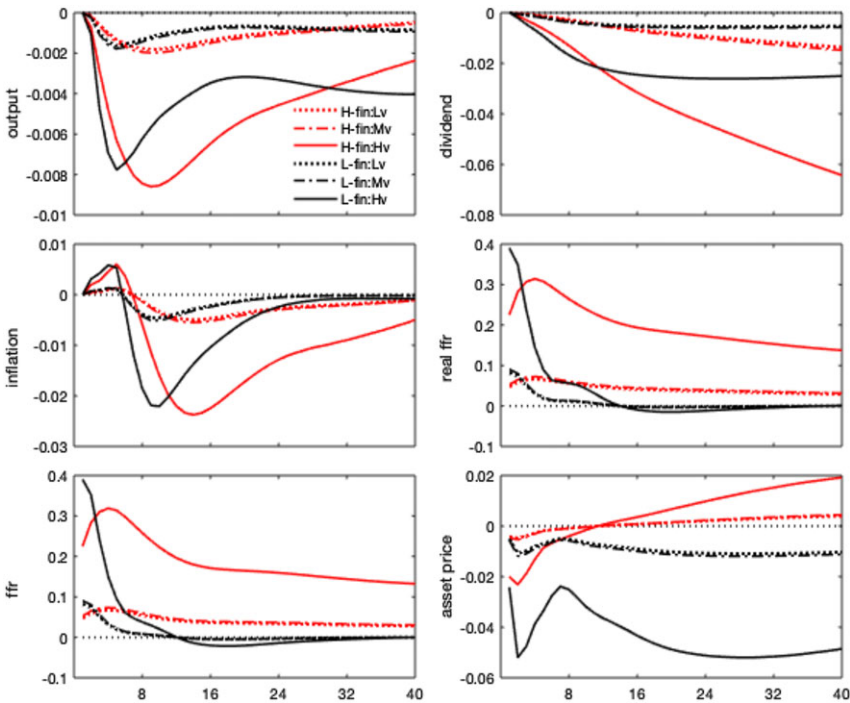 0
-0.002
-0.004
-0.006
-0.008
-0.01
output
H-fin:Lv
H-fin:Mv
H-fin:Hv
L-fin:Lv
L-fin:Mv
L-fin:Hv
0
-0.02
-0.04
-0.06
-0.08
dividend
0.01
0
-0.01
-0.02
-0.03
inflation
0.4
0.3
0.2
0.1
0
-0.1
real ffr
0.4
0.3
0.2
0.1
0
-0.1
ffr
8 16 24 32 40
0.02
0
-0.02
-0.04
-0.06
asset price
8 16 24 32 40